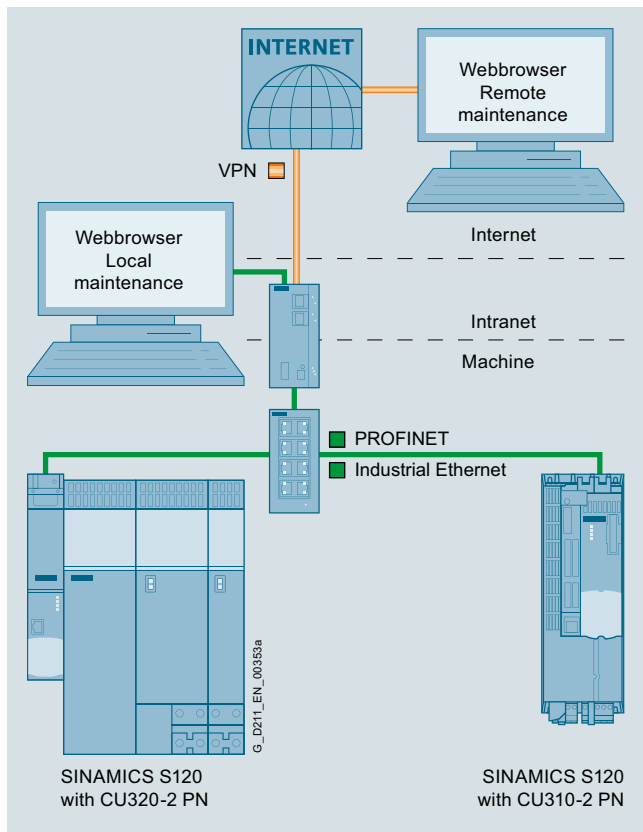 INTERNET
Webbrowser
Remote
maintenance
VPN
Webbrowser
Local
maintenance
Internet
Intranet
Machine
PROFINET
Industrial Ethernet
G_D211_EN_00353a
SINAMICS S120
with CU320-2 PN
SINAMICS S120
with CU310-2 PN